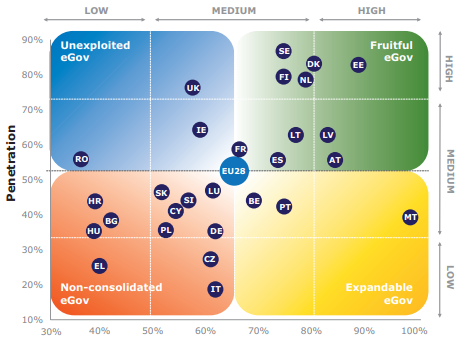 LOW MEDIUM HIGH
90%
80%
70%
60%
50%
40%
30%
20%
10%
Penetration
Unexploited
eGov
Fruitful
eGov
SE
DK
EE
FI
NL
UK
IE
LT
LV
FR
RO
ES
AT
EU28
SK
LU
HR
SI
BE
CY
PT
BG
MT
HU
PL
DE
EL
CZ
IT
Non-consolidated
eGov
Expandable
eGov
HIGH
MEDIUM
LOW
30% 40% 50% 60% 70% 80% 90% 100%